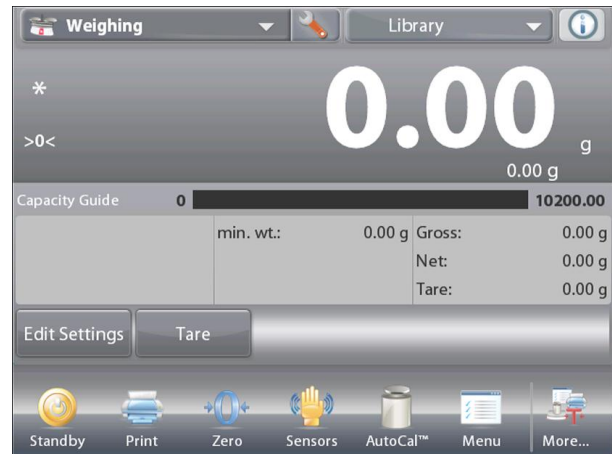 Weighing Library
*
>0<
0.00 g
0.00 g
Capacity Guide 0 10200.00
min. wt.: 0.00 g Gross: 0.00 g
Net: 0.00 g
Tare: 0.00 g
Edit Settings Tare
Standby Print Zero Sensors AutoCal™ Menu More...